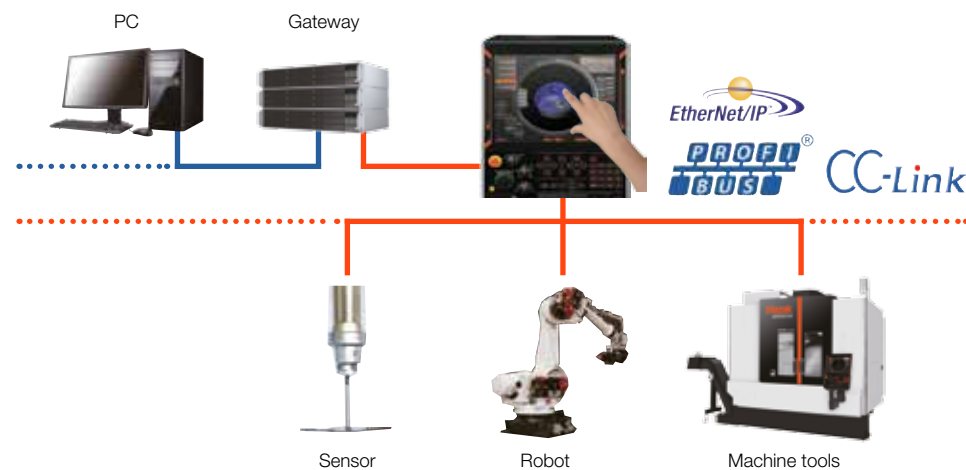 PC
Gateway
EtherNet/IP
PROFI
BUS
®
CC-Link
Sensor
Robot
Machine tools